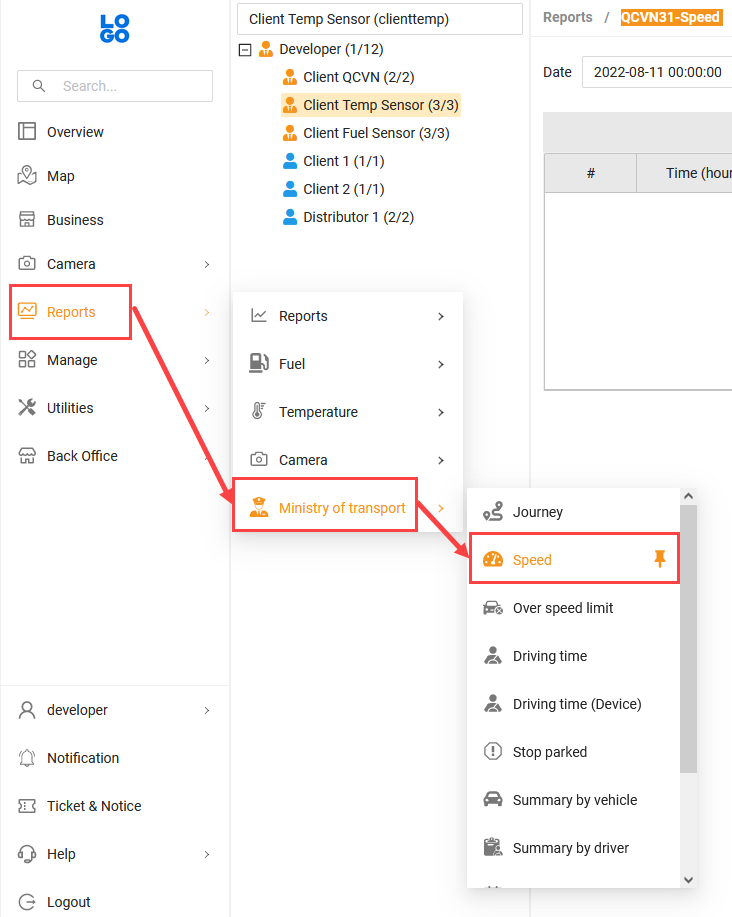 LO
GO
Search...
Overview
Map
Business
Camera
Reports
Manage
Utilities
Back Office
developer
Notification
Ticket & Notice
Help
Logout
Client Temp Sensor (clienttemp)
Developer (1/12)
Client QCVN (2/2)
Client Temp Sensor (3/3)
Client Fuel Sensor (3/3)
Client 1 (1/1)
Client 2 (1/1)
Distributor 1 (2/2)
Reports
Fuel
Temperature
Camera
Ministry of transport
Journey
Speed
Over speed limit
Driving time
Driving time (Device)
Stop parked
Summary by vehicle
Summary by driver
Reports / QCVN31-Speed
Date 2022-08-11 00:00:00
# Time (hour